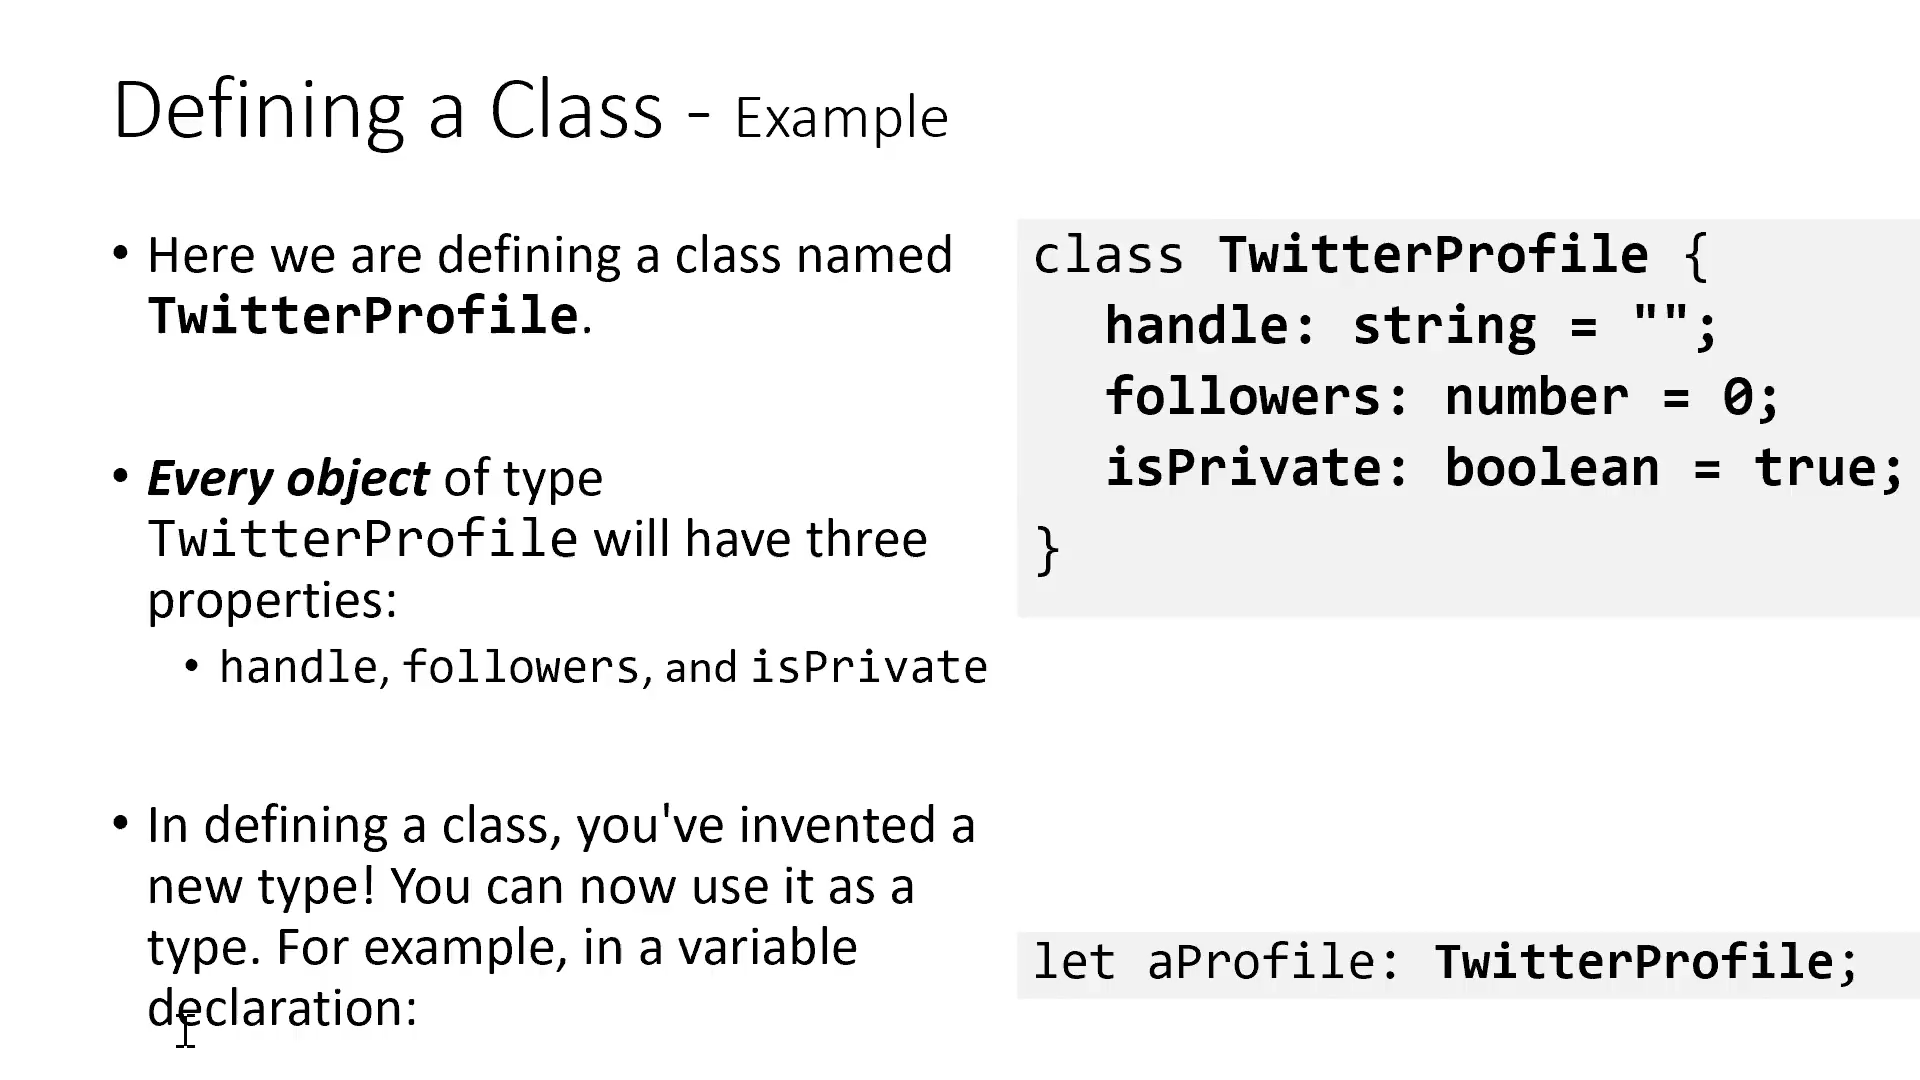 Defining a Class - Example
• Here we are defining a class named
TwitterProfile.
• Every object of type
TwitterProfile will have three
properties:
• handle, followers, and isPrivate
• In defining a class, you've invented a
new type! You can now use it as a
type. For example, in a variable
declaration:
class TwitterProfile {
handle: string = "";
followers: number = 0;
isPrivate: boolean = true;
}
let aProfile: TwitterProfile;